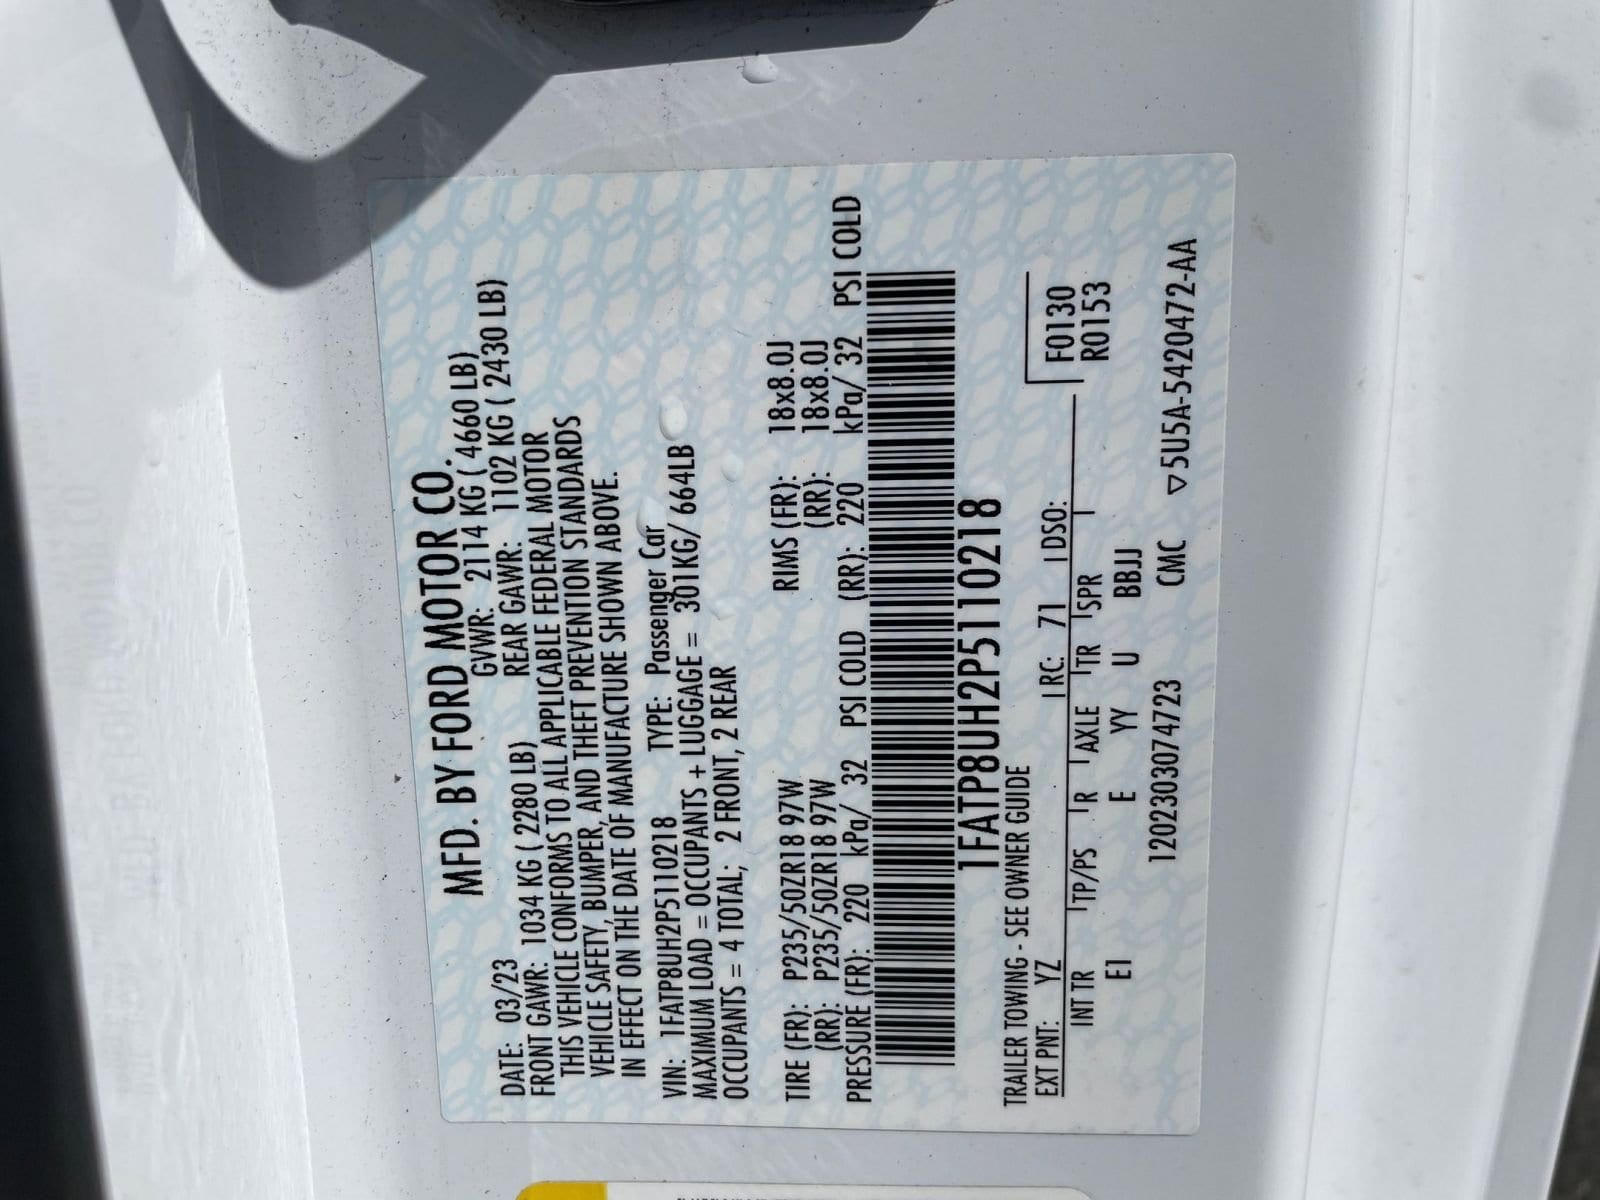 MFD. BY FORD MOTOR CO.
DATE: 03/23 GVWR: 2114 KG ( 4660 LB)
FRONT GAWR: 1034 KG ( 2280 LB) REAR GAWR: 1102 KG ( 2430 LB)
THIS VEHICLE CONFORMS TO ALL APPLICABLE FEDERAL MOTOR
VEHICLE SAFETY, BUMPER, AND THEFT PREVENTION STANDARDS
IN EFFECT ON THE DATE OF MANUFACTURE SHOWN ABOVE.
VIN: 1FATP8UH2P5110218 TYPE: Passenger Car
MAXIMUM LOAD = OCCUPANTS + LUGGAGE = 301KG/ 664LB
OCCUPANTS = 4 TOTAL; 2 FRONT, 2 REAR
TIRE (FR): P235/50ZR18 97W RIMS (FR): 18x8.0J
(RR): P235/50ZR18 97W (RR): 18x8.0J
PRESSURE (FR): 220 kPa/ 32 PSI COLD (RR): 220 kPa/ 32 PSI COLD
1FATP8UH2P5110218
TRAILER TOWING - SEE OWNER GUIDE
EXT PNT: YZ RC: 71 DSO: F0130
INT TR TP/PS R AXLE TR SPR R0153
EI E YY U BBJJ
1202303074723 CMC ▽5U5A-5420472-AA